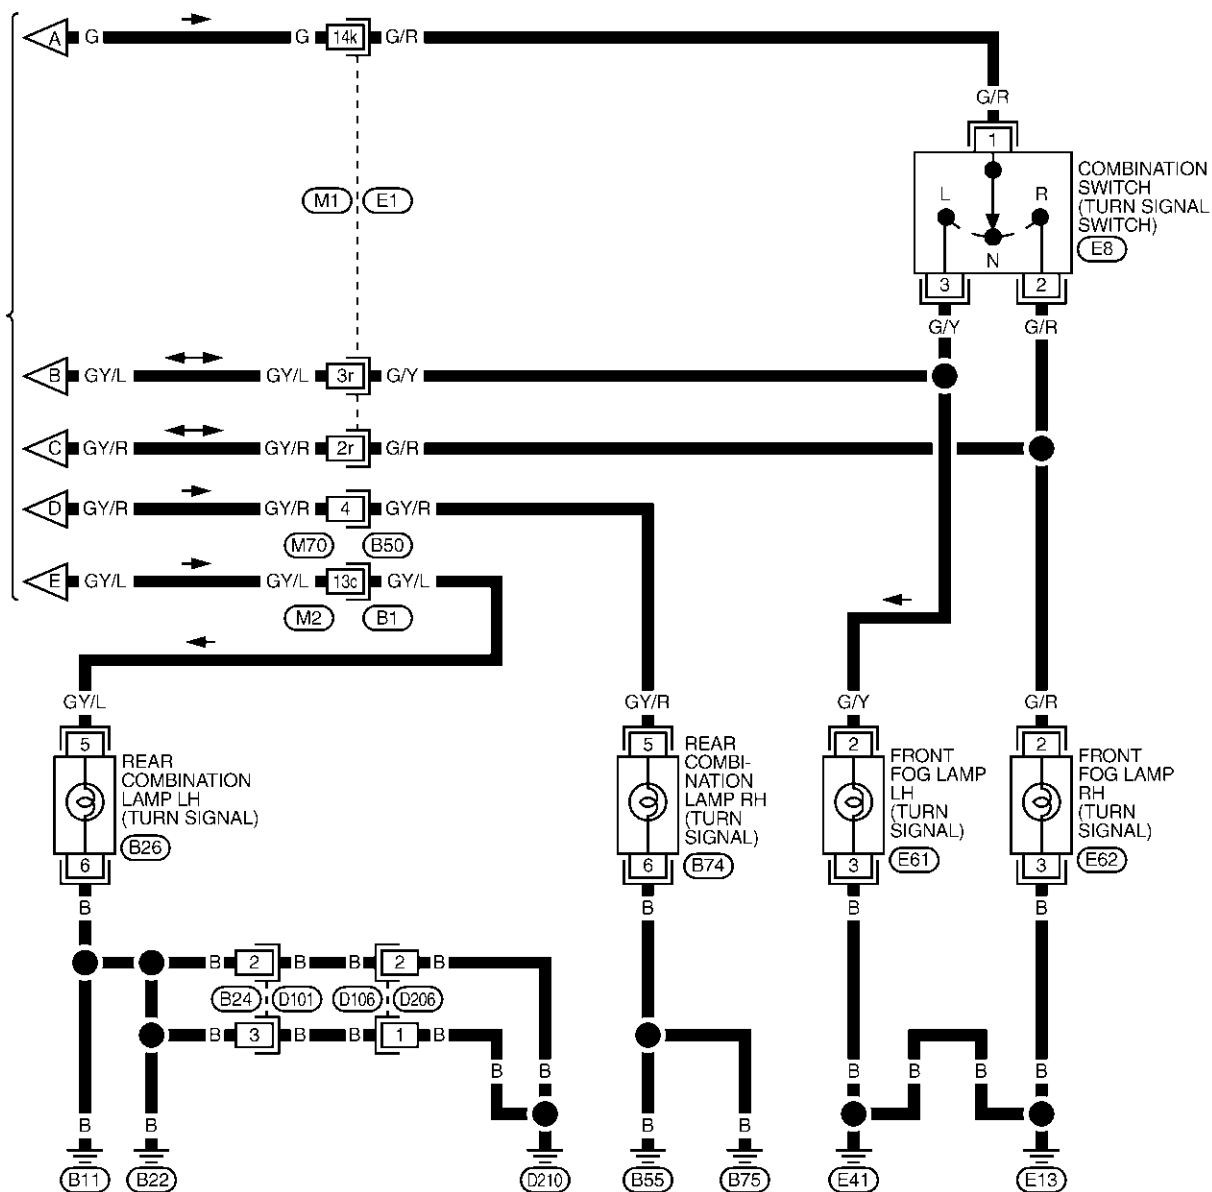 A G G 14k G/R
G/R
1
COMBINATION
SWITCH
(TURN SIGNAL
SWITCH)
E8
L R
N
M1 E1
3 2
G/Y G/R
B GY/L GY/L 3r G/Y
C GY/R GY/R 2r G/R
D GY/R GY/R 4 GY/R
M70 B50
E GY/L GY/L 13c GY/L
M2 B1
GY/L GY/R G/Y G/R
5 5 2 2
REAR
COMBINATION
LAMP LH
(TURN SIGNAL)
B26
REAR
COMBI-
NATION
LAMP RH
(TURN
SIGNAL)
B74
FRONT
FOG LAMP
LH
(TURN
SIGNAL)
E61
FRONT
FOG LAMP
RH
(TURN
SIGNAL)
E62
6 6 3 3
B B B B
B 2 B B 2 B
B24 D101 D106 D206
B 3 B B 1 B
B B B B B B
B B B B
B11 B22 D210 B55 B75 E41 E13